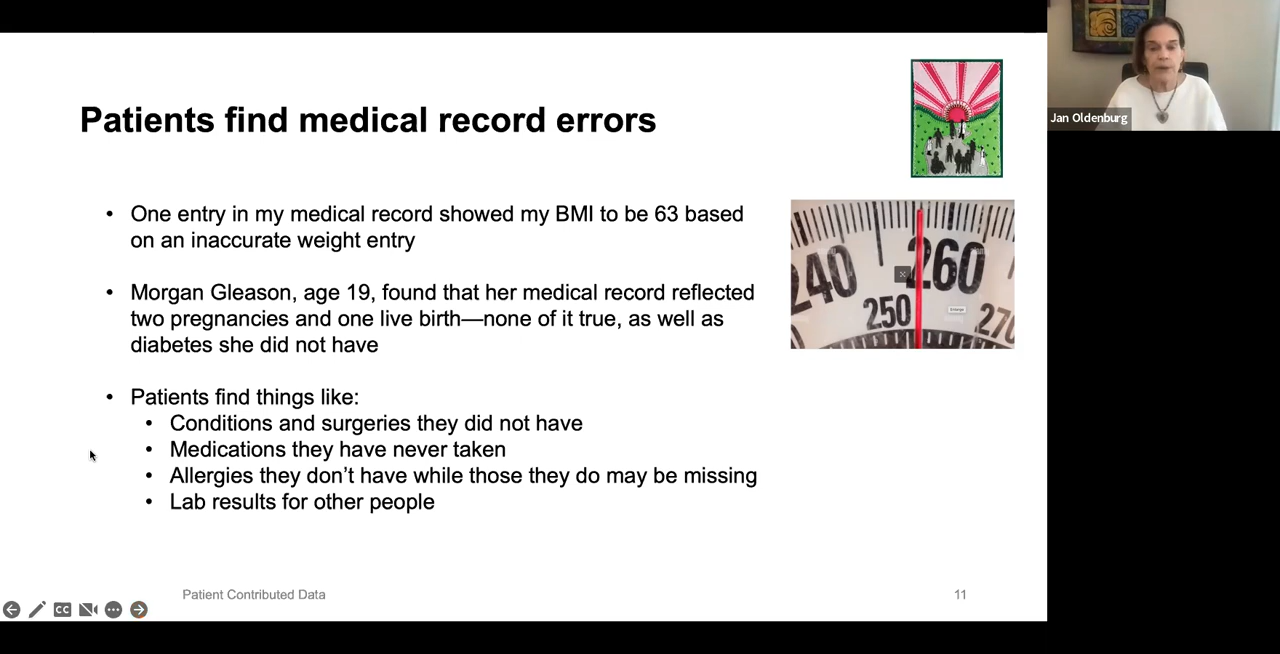 Patients find medical record errors
Jan Oldenburg
• One entry in my medical record showed my BMI to be 63 based
on an inaccurate weight entry
• Morgan Gleason, age 19, found that her medical record reflected
two pregnancies and one live birth—none of it true, as well as
diabetes she did not have
• Patients find things like:
• Conditions and surgeries they did not have
• Medications they have never taken
• Allergies they don’t have while those they do may be missing
• Lab results for other people
240
250
260
270
Patient Contributed Data
11
CC